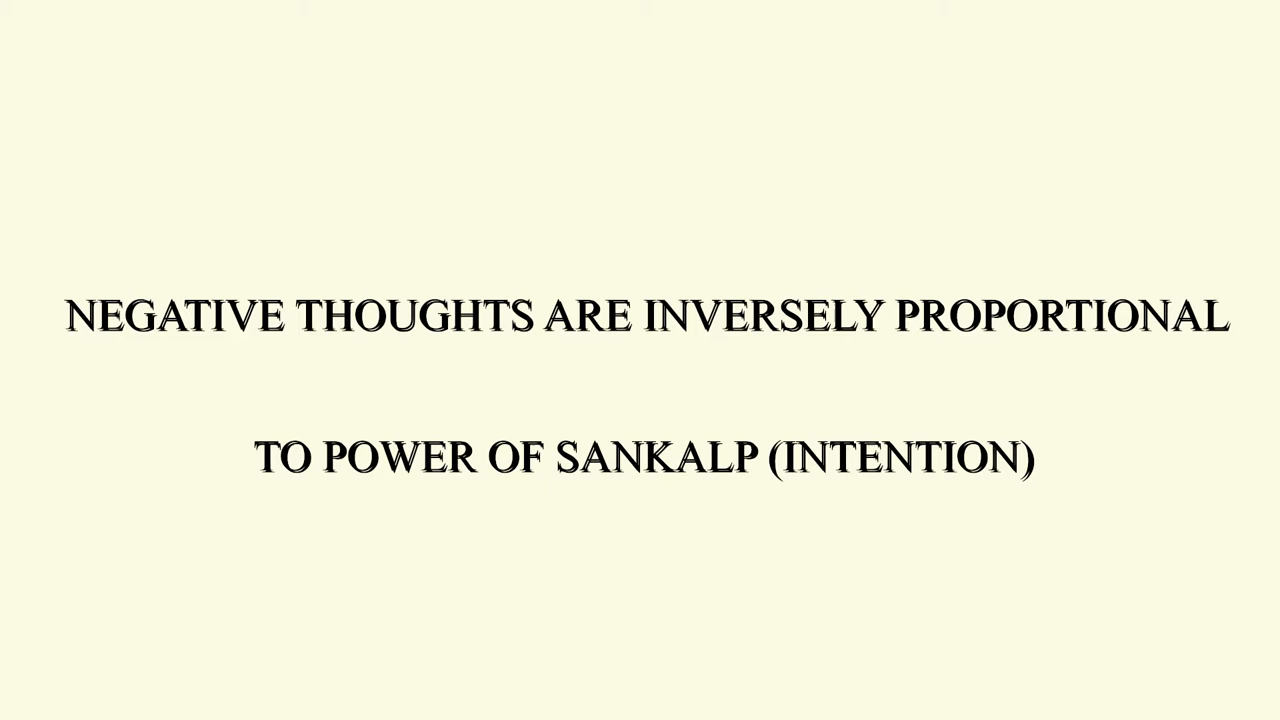 NEGATIVE THOUGHTS ARE INVERSELY PROPORTIONAL
TO POWER OF SANKALP (INTENTION)